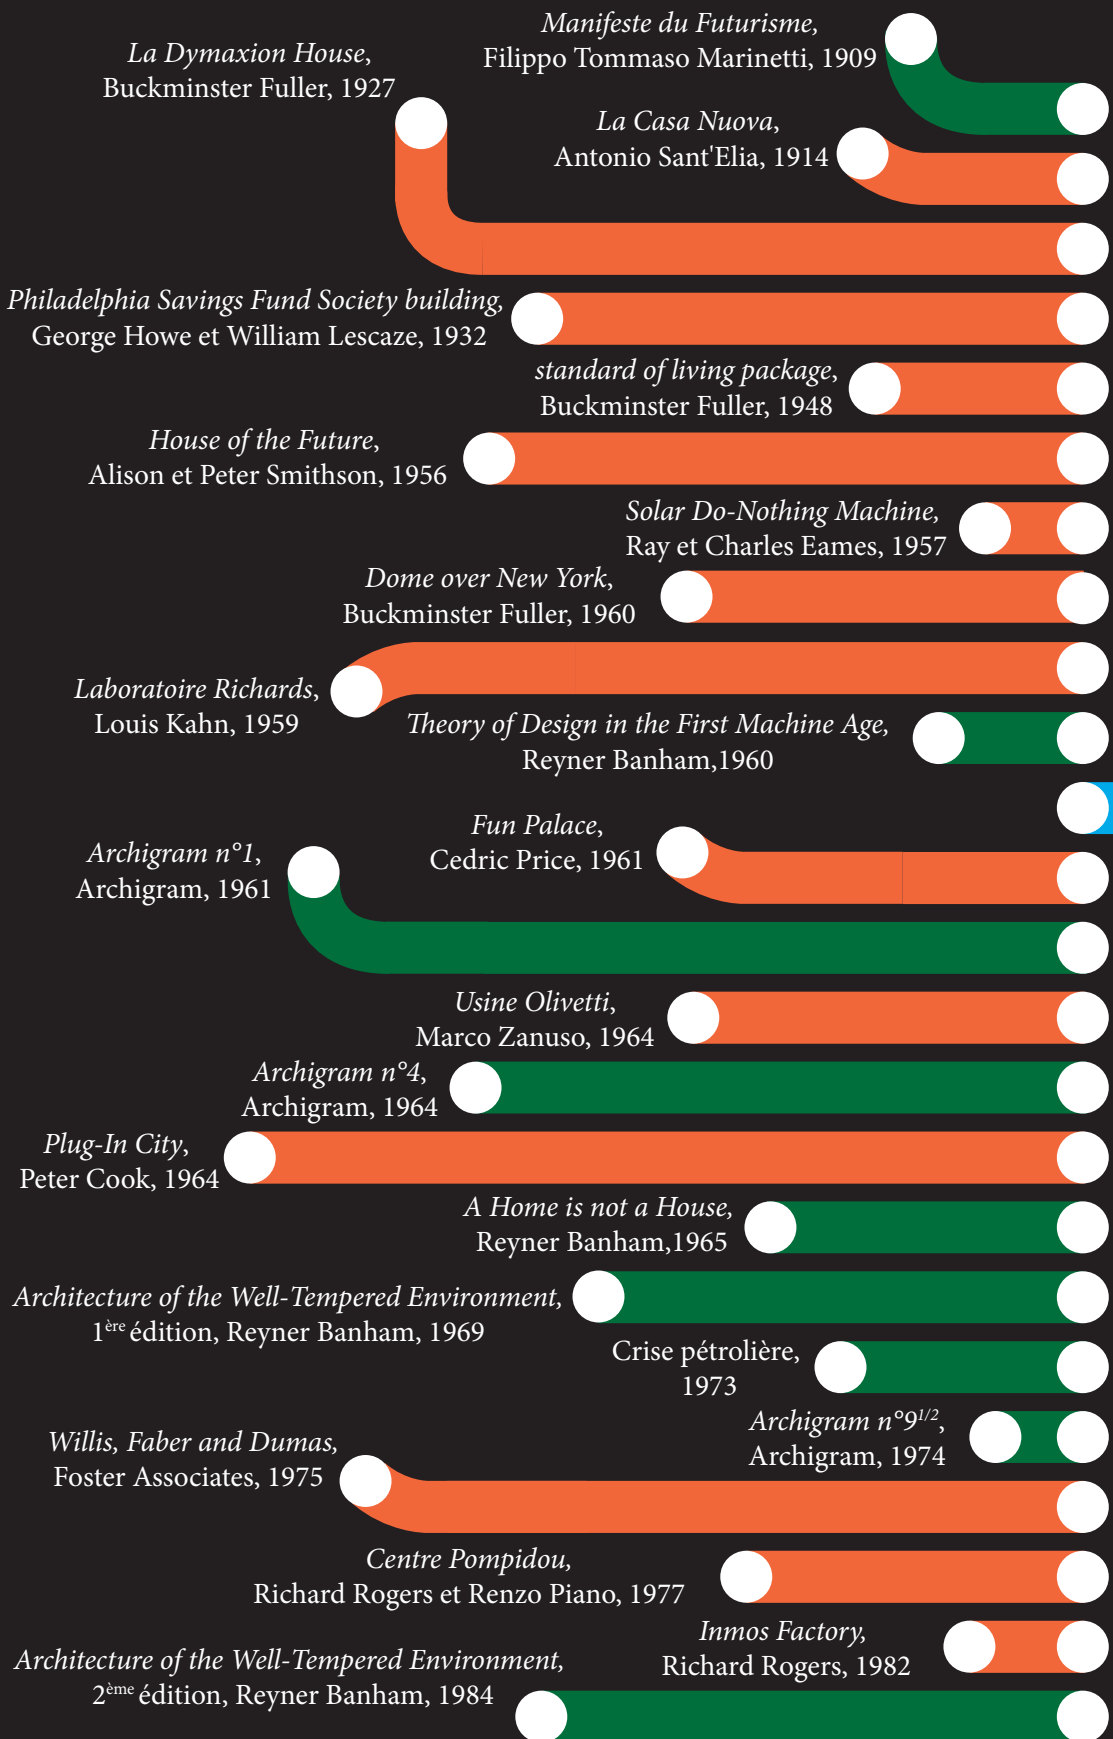 Manifeste du Futurisme,
Filippo Tommaso Marinetti, 1909
La Dymaxion House,
Buckminster Fuller, 1927
La Casa Nuova,
Antonio Sant'Elia, 1914
Philadelphia Savings Fund Society building,
George Howe et William Lescaze, 1932
standard of living package,
Buckminster Fuller, 1948
House of the Future,
Alison et Peter Smithson, 1956
Solar Do-Nothing Machine,
Ray et Charles Eames, 1957
Dome over New York,
Buckminster Fuller, 1960
Laboratoire Richards,
Louis Kahn, 1959
Theory of Design in the First Machine Age,
Reyner Banham,1960
Fun Palace,
Cedric Price, 1961
Archigram n°1,
Archigram, 1961
Usine Olivetti,
Marco Zanuso, 1964
Archigram n°4,
Archigram, 1964
Plug-In City,
Peter Cook, 1964
A Home is not a House,
Reyner Banham,1965
Architecture of the Well-Tempered Environment,
1ère édition, Reyner Banham, 1969
Crise pétrolière,
1973
Archigram n°9 1/2,
Archigram, 1974
Willis, Faber and Dumas,
Foster Associates, 1975
Centre Pompidou,
Richard Rogers et Renzo Piano, 1977
Inmos Factory,
Richard Rogers, 1982
Architecture of the Well-Tempered Environment,
2ème édition, Reyner Banham, 1984